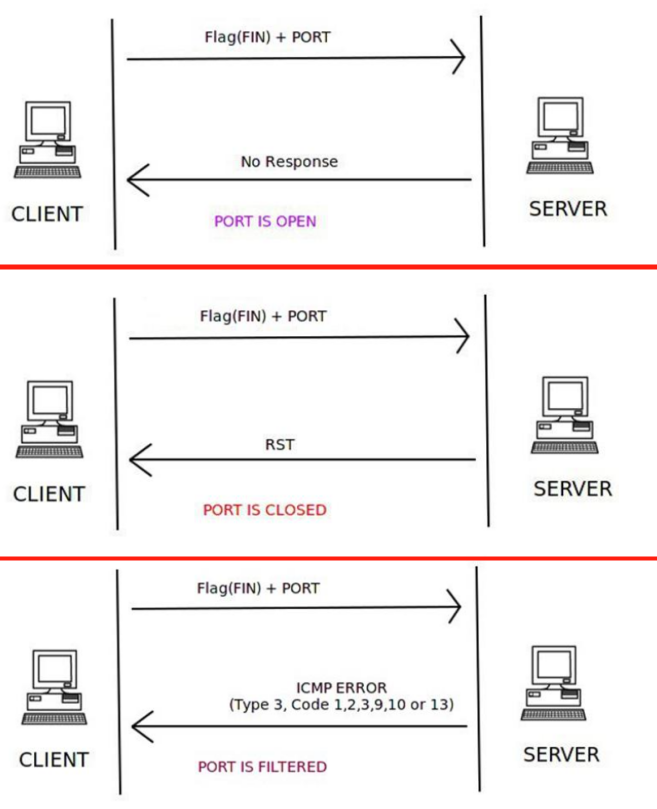 Flag(FIN) + PORT
No Response
CLIENT
SERVER
PORT IS OPEN
Flag(FIN) + PORT
RST
CLIENT
SERVER
PORT IS CLOSED
Flag(FIN) + PORT
ICMP ERROR
(Type 3, Code 1,2,3,9,10 or 13)
CLIENT
SERVER
PORT IS FILTERED